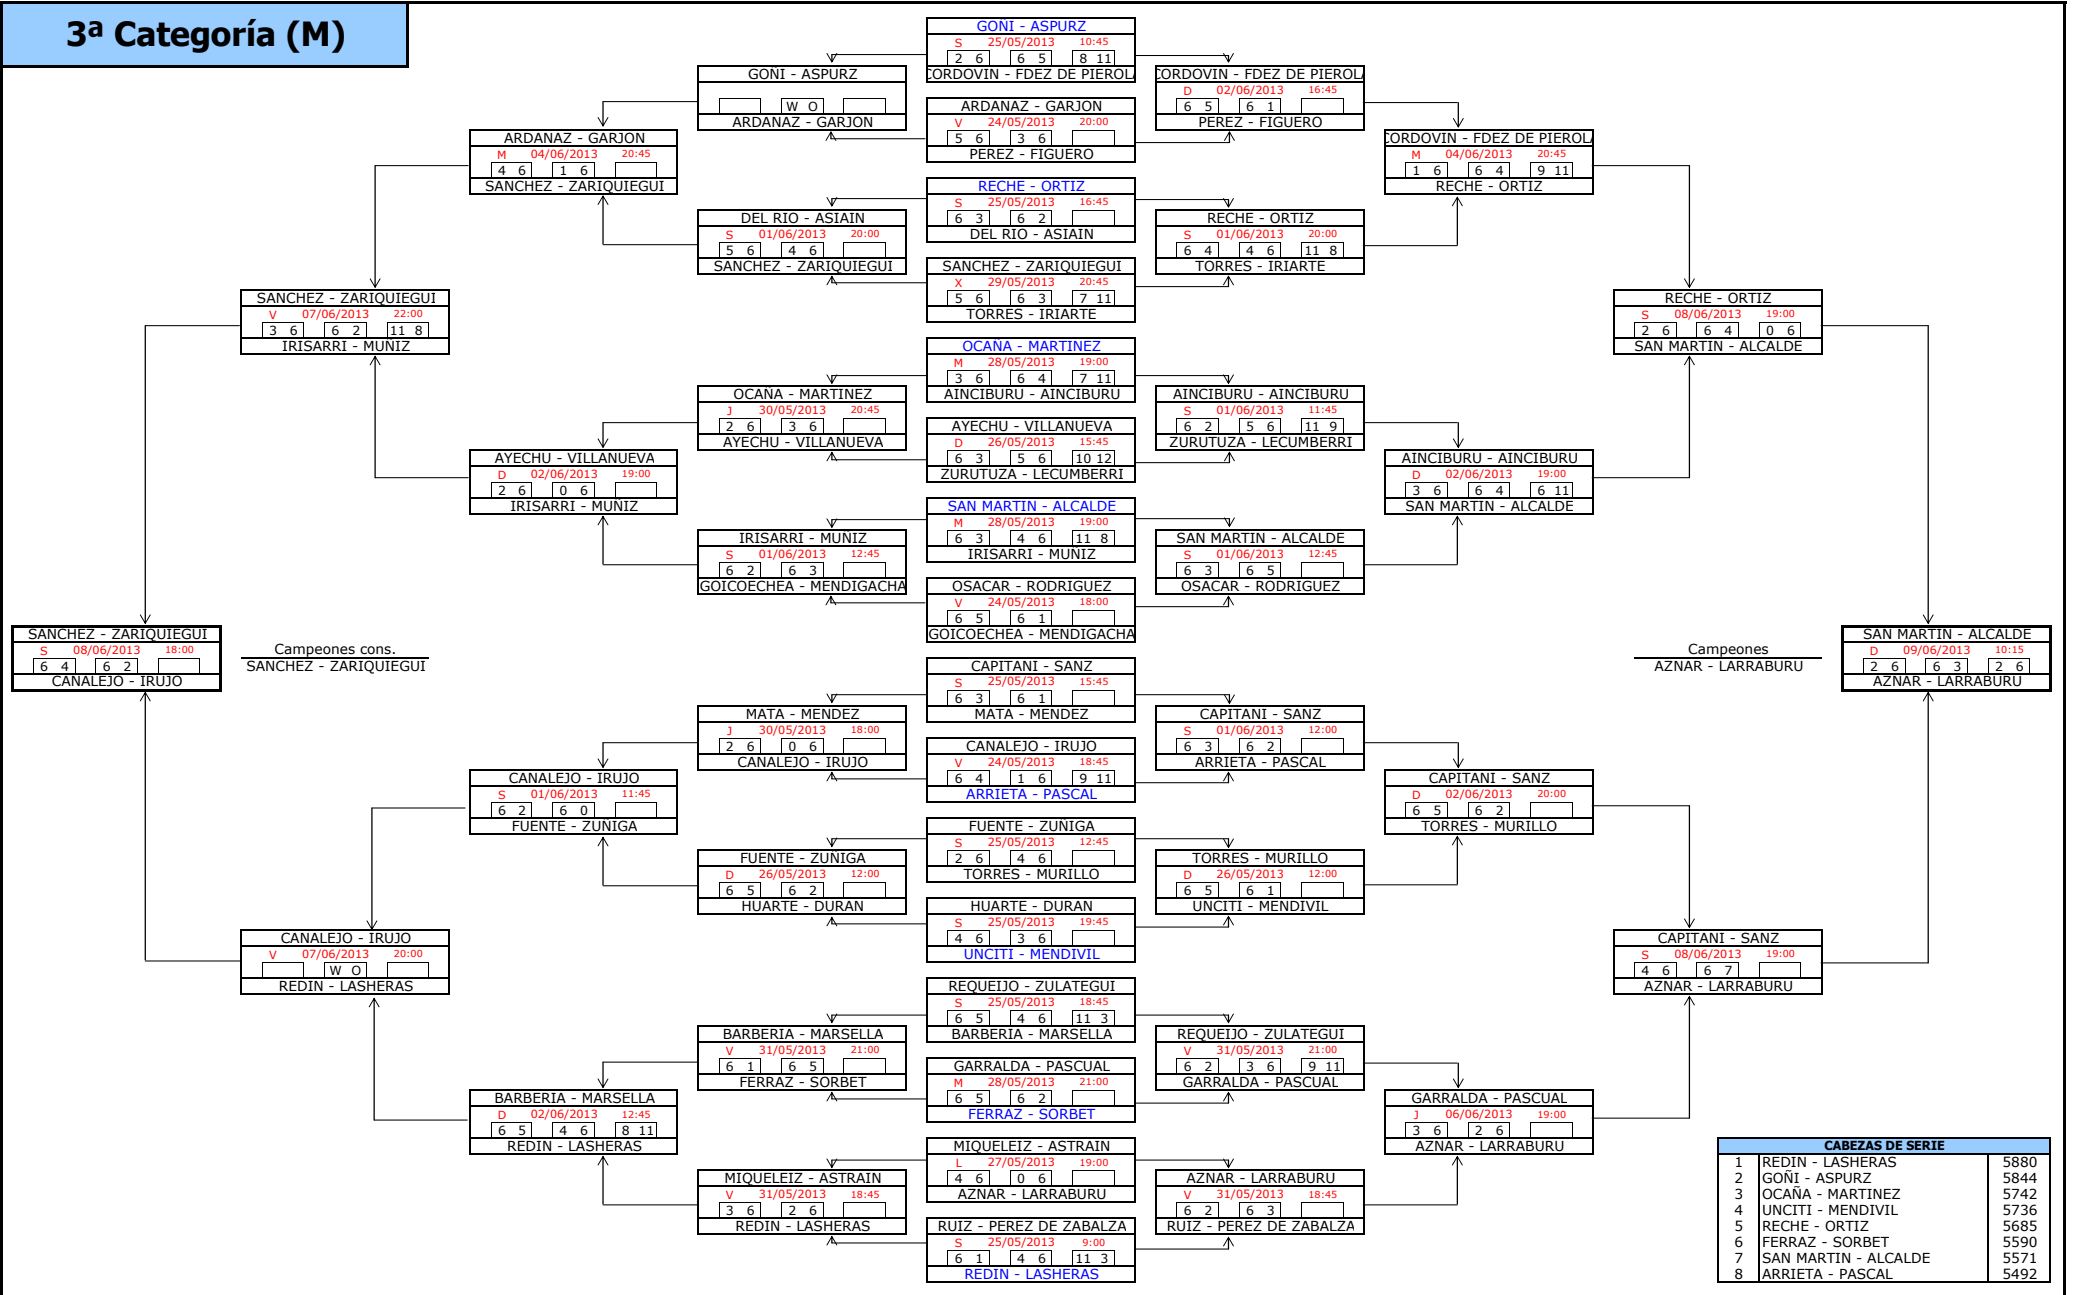 3ª Categoría (M)
SANCHEZ - ZARIQUIEGUI
S 08/06/2013 18:00
6 4 6 2
CANALEJO - IRUJO
Campeones cons.
SANCHEZ - ZARIQUIEGUI
SANCHEZ - ZARIQUIEGUI
V 07/06/2013 22:00
3 6 6 2 11 8
IRISARRI - MUÑIZ
CANALEJO - IRUJO
V 07/06/2013 20:00
W O
REDIN - LASHERAS
ARDANAZ - GARJON
M 04/06/2013 20:45
4 6 1 6
SANCHEZ - ZARIQUIEGUI
AYECHU - VILLANUEVA
D 02/06/2013 19:00
2 6 0 6
IRISARRI - MUÑIZ
CANALEJO - IRUJO
S 01/06/2013 11:45
6 2 6 0
FUENTE - ZUÑIGA
BARBERIA - MARSELLA
D 02/06/2013 12:45
6 5 4 6 8 11
REDIN - LASHERAS
GOÑI - ASPURZ
W O
ARDANAZ - GARJON
DEL RIO - ASIAIN
S 01/06/2013 20:00
5 6 4 6
SANCHEZ - ZARIQUIEGUI
OCAÑA - MARTINEZ
J 30/05/2013 20:45
2 6 3 6
AYECHU - VILLANUEVA
IRISARRI - MUÑIZ
S 01/06/2013 12:45
6 2 6 3
GOICOECHEA - MENDIGACHA
MATA - MENDEZ
J 30/05/2013 18:00
2 6 0 6
CANALEJO - IRUJO
FUENTE - ZUÑIGA
D 26/05/2013 12:00
6 5 6 2
HUARTE - DURAN
BARBERIA - MARSELLA
V 31/05/2013 21:00
6 1 6 5
FERRAZ - SORBET
MIQUELEIZ - ASTRAIN
V 31/05/2013 18:45
3 6 2 6
REDIN - LASHERAS
GOÑI - ASPURZ
S 25/05/2013 10:45
2 6 6 5 8 11
CORDOVIN - FDEZ DE PIEROLA
ARDANAZ - GARJON
V 24/05/2013 20:00
5 6 3 6
PEREZ - FIGUERO
RECHE - ORTIZ
S 25/05/2013 16:45
6 3 6 2
DEL RIO - ASIAIN
SANCHEZ - ZARIQUIEGUI
X 29/05/2013 20:45
5 6 6 3 7 11
TORRES - IRIARTE
OCAÑA - MARTINEZ
M 28/05/2013 19:00
3 6 6 4 7 11
AINCIBURU - AINCIBURU
AYECHU - VILLANUEVA
D 26/05/2013 15:45
6 3 5 6 10 12
ZURUTUZA - LECUMBERRI
SAN MARTIN - ALCALDE
M 28/05/2013 19:00
6 3 4 6 11 8
IRISARRI - MUÑIZ
OSACAR - RODRIGUEZ
V 24/05/2013 18:00
6 5 6 1
GOICOECHEA - MENDIGACHA
CAPITANI - SANZ
S 25/05/2013 15:45
6 3 6 1
MATA - MENDEZ
CANALEJO - IRUJO
V 24/05/2013 18:45
6 4 1 6 9 11
ARRIETA - PASCAL
FUENTE - ZUÑIGA
S 25/05/2013 12:45
2 6 4 6
TORRES - MURILLO
HUARTE - DURAN
S 25/05/2013 19:45
4 6 3 6
UNCITI - MENDIVIL
REQUEIJO - ZULATEGUI
S 25/05/2013 18:45
6 5 4 6 11 3
BARBERIA - MARSELLA
GARRALDA - PASCUAL
M 28/05/2013 21:00
6 5 6 2
FERRAZ - SORBET
MIQUELEIZ - ASTRAIN
L 27/05/2013 19:00
4 6 0 6
AZNAR - LARRABURU
RUIZ - PEREZ DE ZABALZA
S 25/05/2013 9:00
6 1 4 6 11 3
REDIN - LASHERAS
CORDOVIN - FDEZ DE PIEROLA
D 02/06/2013 16:45
6 5 6 1
PEREZ - FIGUERO
RECHE - ORTIZ
S 01/06/2013 20:00
6 4 4 6 11 8
TORRES - IRIARTE
AINCIBURU - AINCIBURU
S 01/06/2013 11:45
6 2 5 6 11 9
ZURUTUZA - LECUMBERRI
SAN MARTIN - ALCALDE
S 01/06/2013 12:45
6 3 6 5
OSACAR - RODRIGUEZ
CAPITANI - SANZ
S 01/06/2013 12:00
6 3 6 2
ARRIETA - PASCAL
TORRES - MURILLO
D 26/05/2013 12:00
6 5 6 1
UNCITI - MENDIVIL
REQUEIJO - ZULATEGUI
V 31/05/2013 21:00
6 2 3 6 9 11
GARRALDA - PASCUAL
AZNAR - LARRABURU
V 31/05/2013 18:45
6 2 6 3
RUIZ - PEREZ DE ZABALZA
CORDOVIN - FDEZ DE PIEROLA
M 04/06/2013 20:45
1 6 6 4 9 11
RECHE - ORTIZ
AINCIBURU - AINCIBURU
D 02/06/2013 19:00
3 6 6 4 6 11
SAN MARTIN - ALCALDE
CAPITANI - SANZ
D 02/06/2013 20:00
6 5 6 2
TORRES - MURILLO
GARRALDA - PASCUAL
J 06/06/2013 19:00
3 6 2 6
AZNAR - LARRABURU
RECHE - ORTIZ
S 08/06/2013 19:00
2 6 6 4 0 6
SAN MARTIN - ALCALDE
CAPITANI - SANZ
S 08/06/2013 19:00
4 6 6 7
AZNAR - LARRABURU
Campeones
AZNAR - LARRABURU
SAN MARTIN - ALCALDE
D 09/06/2013 10:15
2 6 6 3 2 6
AZNAR - LARRABURU
CABEZAS DE SERIE
1 REDIN - LASHERAS 5880
2 GOÑI - ASPURZ 5844
3 OCAÑA - MARTINEZ 5742
4 UNCITI - MENDIVIL 5736
5 RECHE - ORTIZ 5685
6 FERRAZ - SORBET 5590
7 SAN MARTIN - ALCALDE 5571
8 ARRIETA - PASCAL 5492